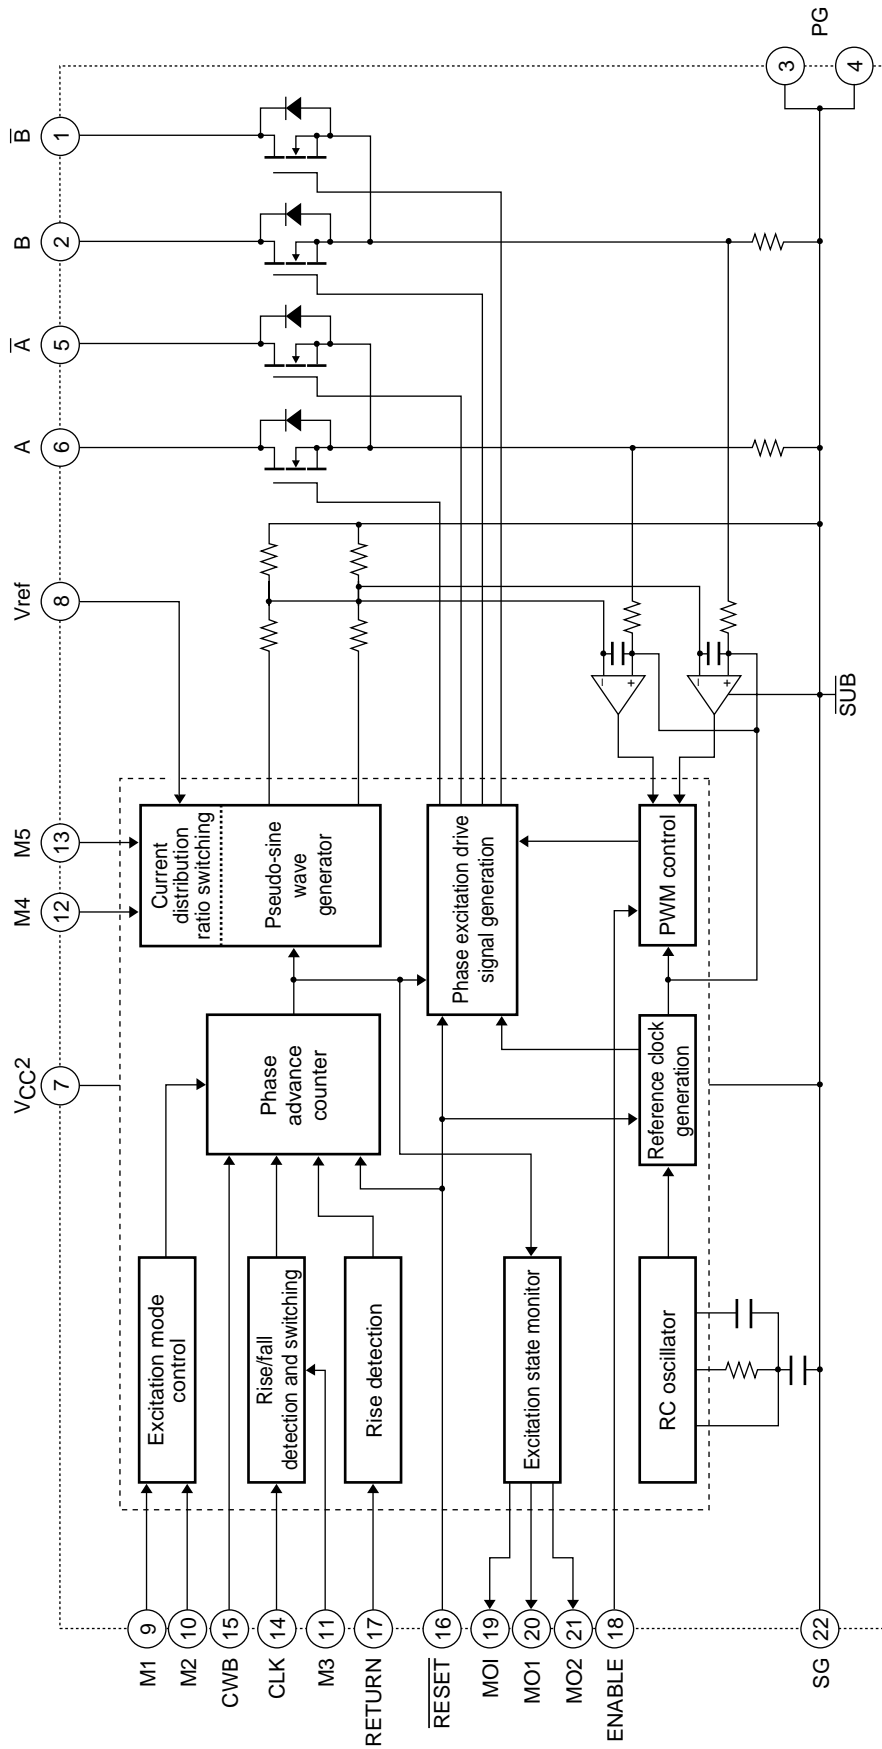 VCC2
7
M4
12
M5
13
Vref
8
A
6
A
5
B
2
B
1
M1
9
M2
10
CWB
15
CLK
14
M3
11
RETURN
17
RESET
16
MOI
19
MO1
20
MO2
21
ENABLE
18
SG
22
PG
3
4
Excitation mode
control
Rise/fall
detection and switching
Rise detection
Phase
advance
counter
Current
distribution
ratio switching
Pseudo-sine
wave
generator
Phase excitation drive
signal generation
Excitation state monitor
RC oscillator
Reference clock
generation
PWM control
−
+
−
+
SUB